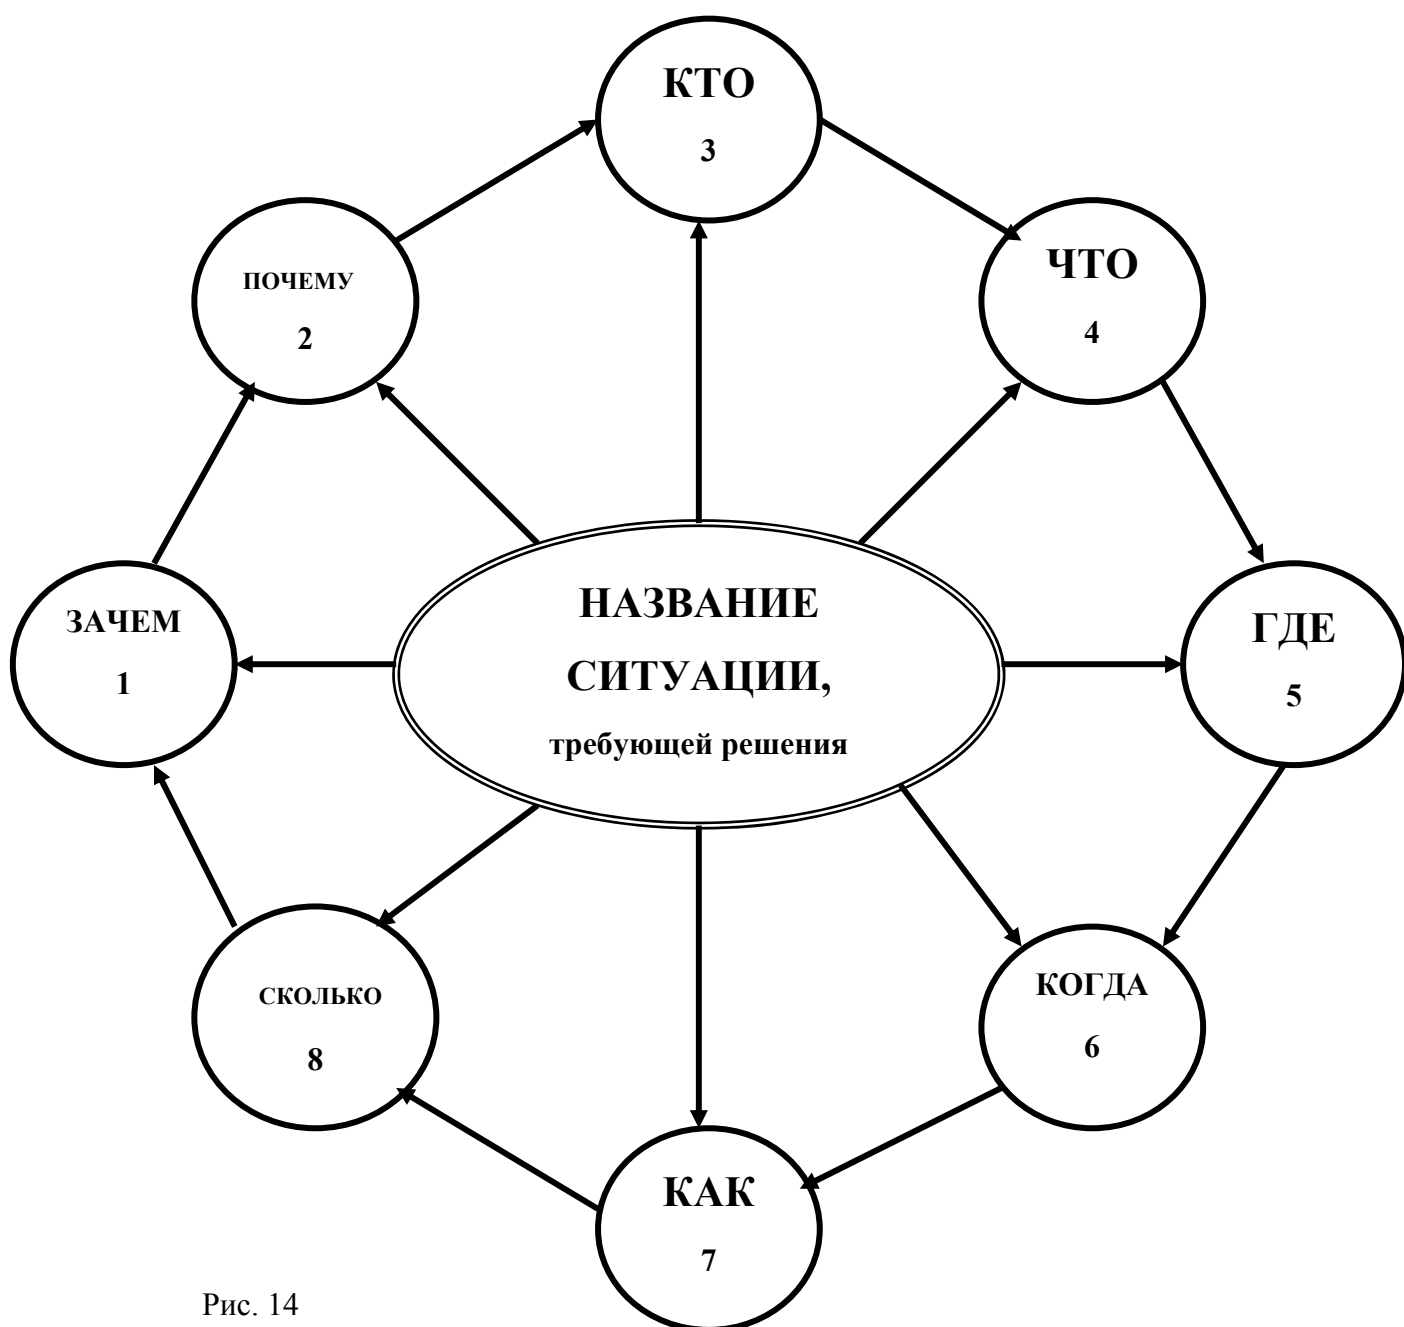 КТО
3
ПОЧЕМУ
2
ЧТО
4
НАЗВАНИЕ
СИТУАЦИИ,
требующей решения
ЗАЧЕМ
1
ГДЕ
5
СКОЛЬКО
8
КОГДА
6
КАК
7
Рис. 14